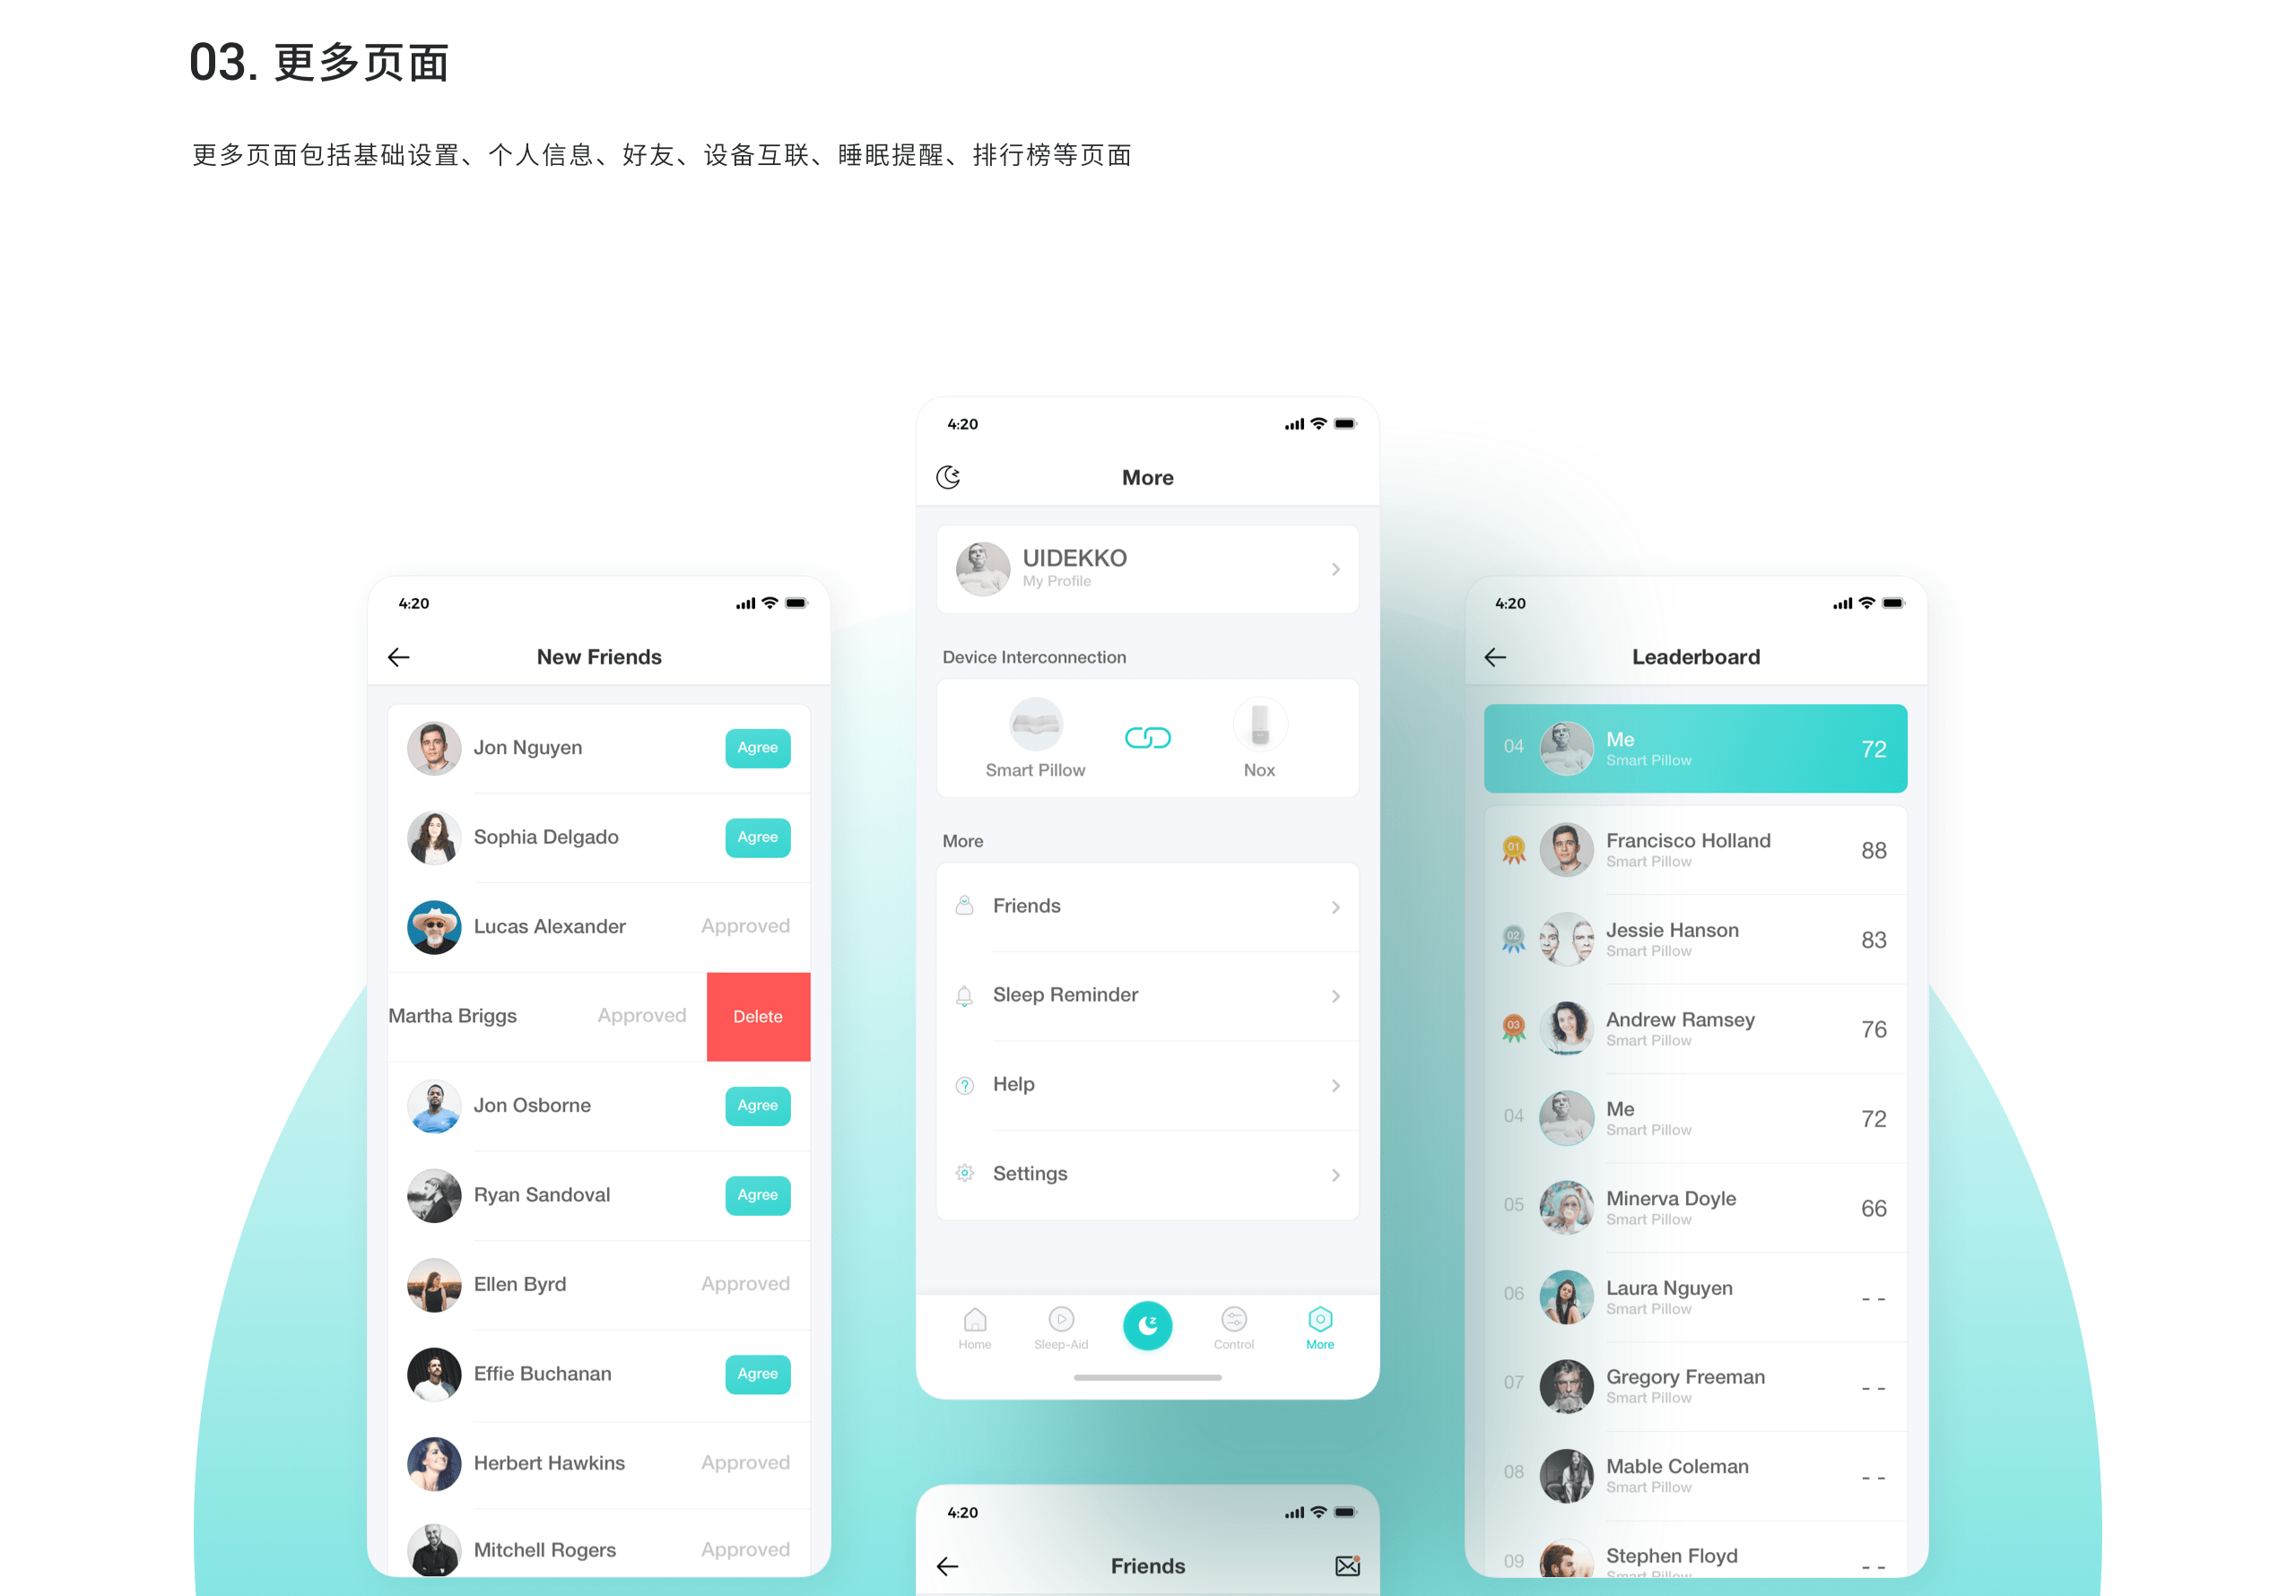 03. 更多页面
更多页面包括基础设置、个人信息、好友、设备互联、睡眠提醒、排行榜等页面
4:20
New Friends
Jon Nguyen
Agree
Sophia Delgado
Agree
Lucas Alexander
Approved
Martha Briggs
Approved
Delete
Jon Osborne
Agree
Ryan Sandoval
Agree
Ellen Byrd
Approved
Effie Buchanan
Agree
Herbert Hawkins
Approved
Mitchell Rogers
Approved
4:20
More
UIDEKKO
My Profile
Device Interconnection
Smart Pillow
Nox
More
Friends
Sleep Reminder
Help
Settings
Home
Sleep-Aid
Control
More
4:20
Friends
4:20
Leaderboard
04
Me
Smart Pillow
72
01
Francisco Holland
Smart Pillow
88
02
Jessie Hanson
Smart Pillow
83
03
Andrew Ramsey
Smart Pillow
76
04
Me
Smart Pillow
72
05
Minerva Doyle
Smart Pillow
66
06
Laura Nguyen
Smart Pillow
- -
07
Gregory Freeman
Smart Pillow
- -
08
Mable Coleman
Smart Pillow
- -
09
Stephen Floyd
Smart Pillow
- -